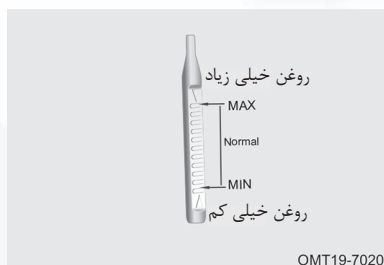 روغن خیلی زیاد
MAX
Normal
MIN
روغن خیلی کم
OMT19-7020